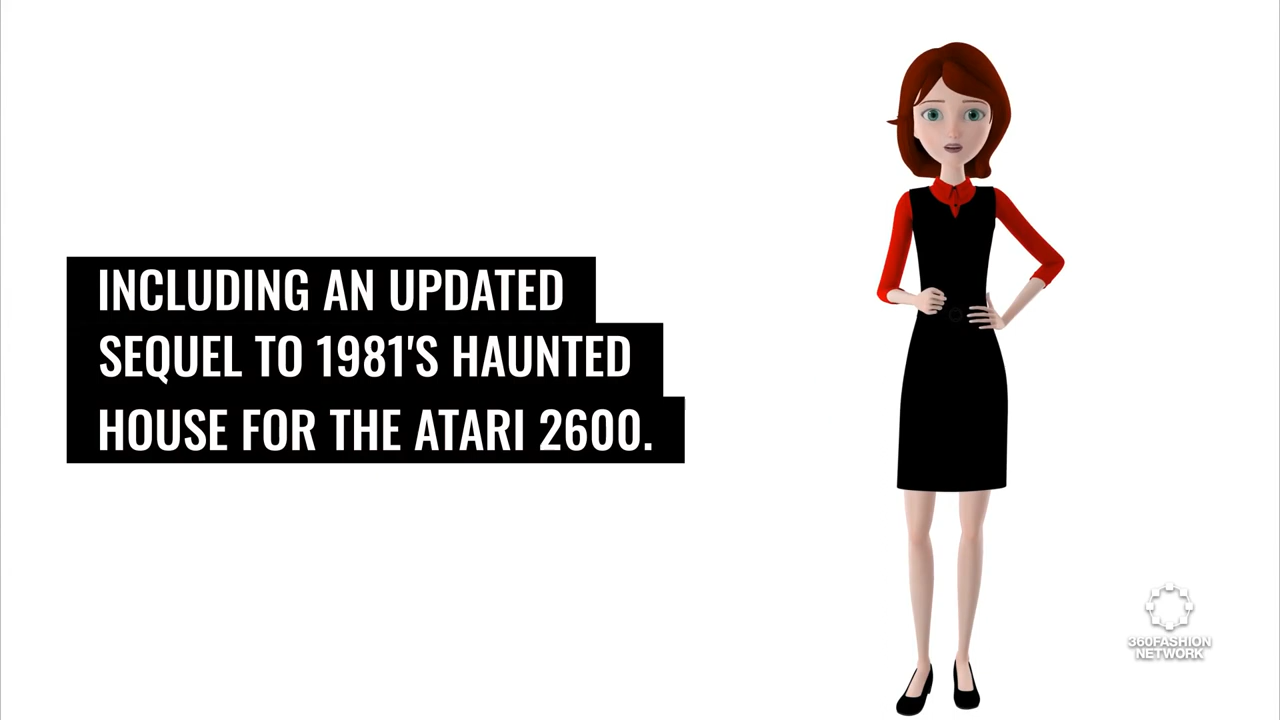 INCLUDING AN UPDATED
SEQUEL TO 1981'S HAUNTED
HOUSE FOR THE ATARI 2600.
360FASHION
NETWORK